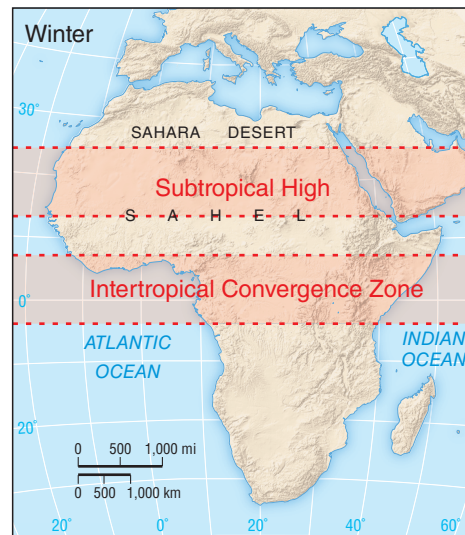 Winter
30°
SAHARA DESERT
Subtropical High
SAHEL
Intertropical Convergence Zone
0°
ATLANTIC
OCEAN
INDIAN
OCEAN
20°
0 500 1,000 mi
0 500 1,000 km
20° 0° 20° 40° 60°